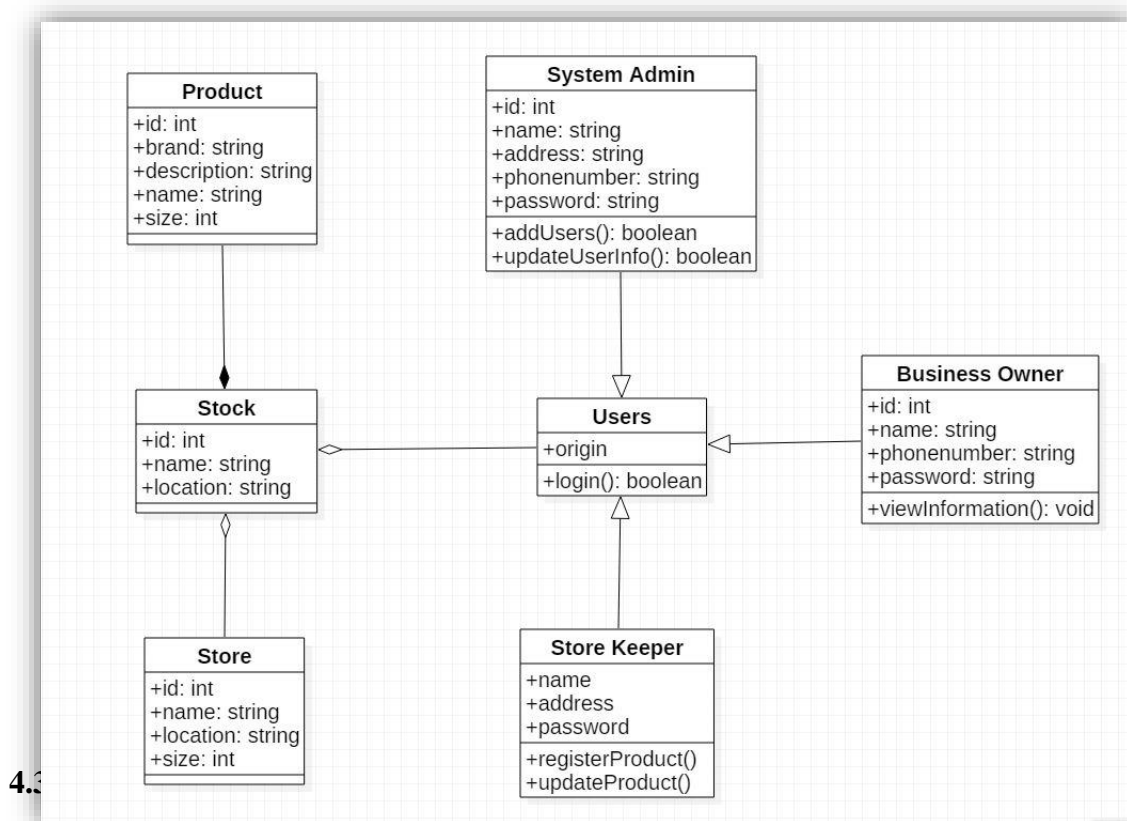 Product
+id: int
+brand: string
+description: string
+name: string
+size: int
System Admin
+id: int
+name: string
+address: string
+phonenumber: string
+password: string
+addUsers(): boolean
+updateUserInfo(): boolean
Stock
+id: int
+name: string
+location: string
Users
+origin
+login(): boolean
Business Owner
+id: int
+name: string
+phonenumber: string
+password: string
+viewInformation(): void
Store
+id: int
+name: string
+location: string
+size: int
Store Keeper
+name
+address
+password
+registerProduct()
+updateProduct()